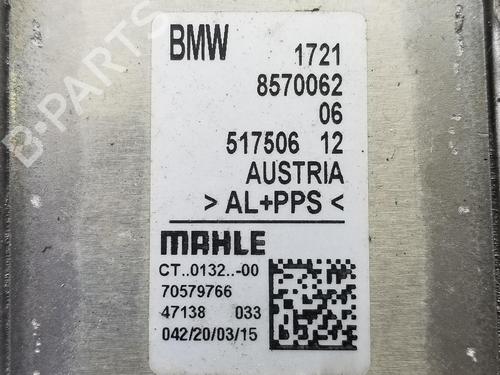 BMW 1721
8570062
06
517506 12
AUSTRIA
> AL+PPS <
MAHLE
CT..0132..-00
70579766
47138 033
042/20/03/15
B-PARTS